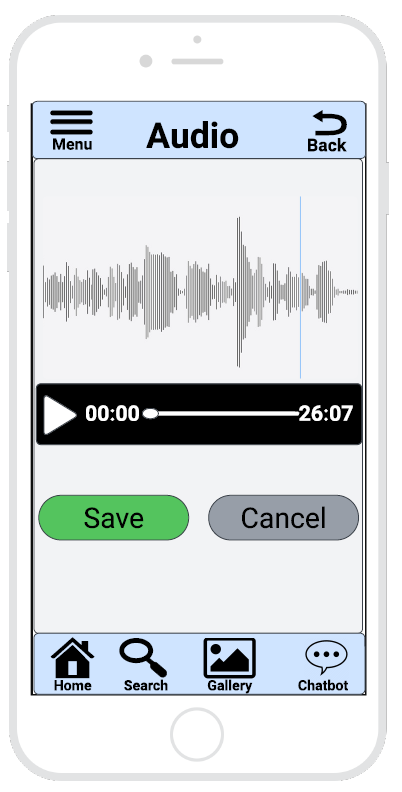 Menu
Audio
Back
00:00
26:07
Save
Cancel
Home
Search
Gallery
Chatbot